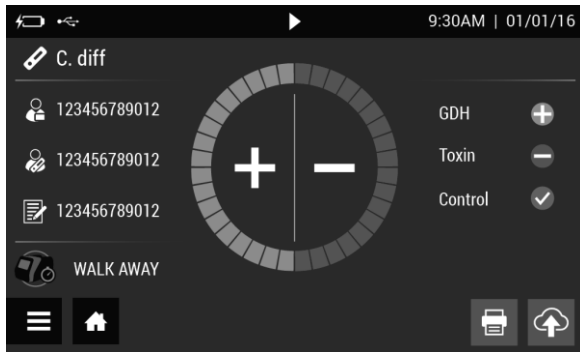 9:30AM | 01/01/16
C. diff
123456789012
123456789012
123456789012
WALK AWAY
GDH
Toxin
Control